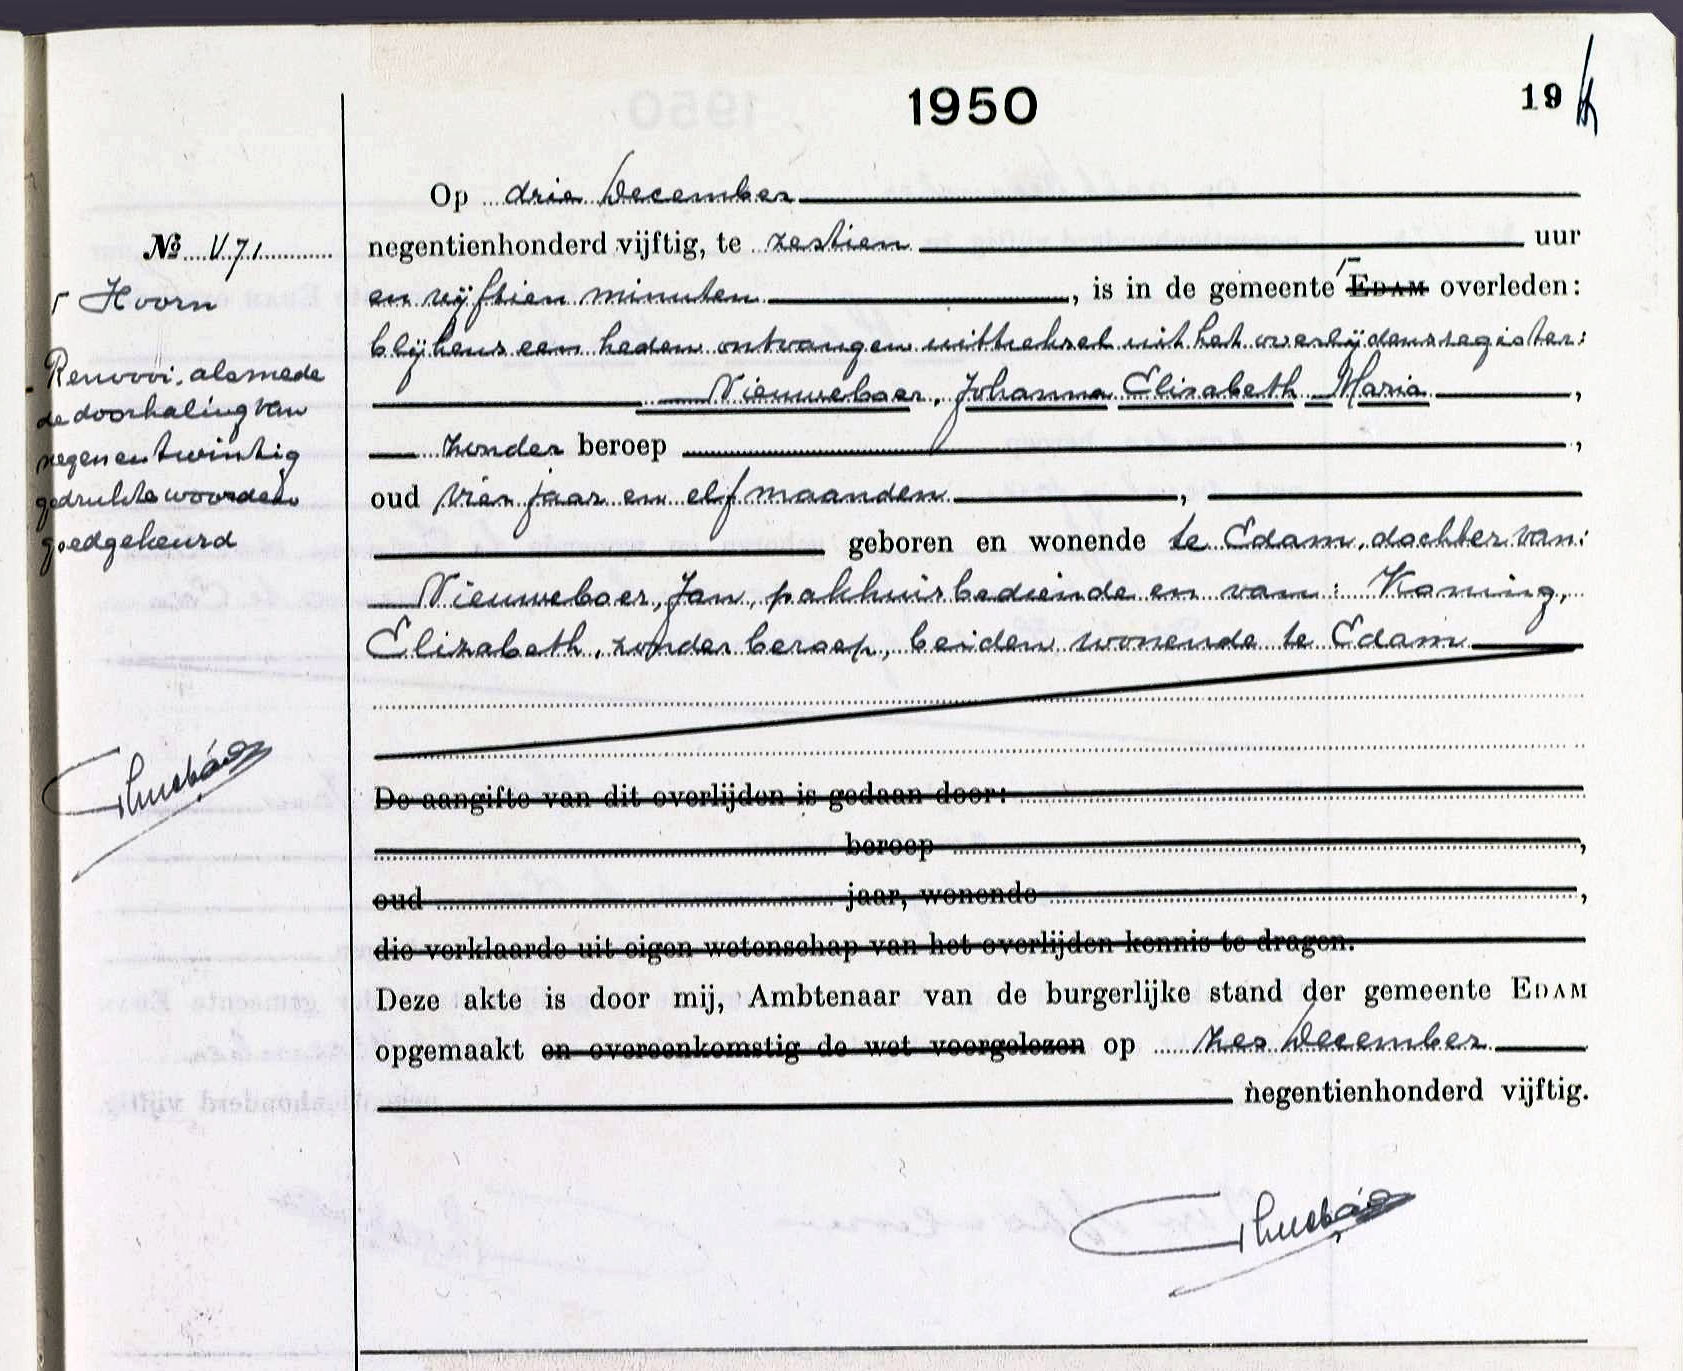 1950
19
Op drie December
№ V.71. negentienhonderd vijftig, te zestien uur
Hoorn
en vijftien minuten, is in de gemeente Edam overleden:
blijkens een heden ontvangen uittreksel uit het overlijdensregister:
Nieuweboer, Johanna Elizabeth Maria,
zonder beroep,
oud vier jaar en elf maanden,
geboren en wonende te Edam, dochter van:
Nieuweboer, Jan, pakhuisbediende en van: Koning,
Elizabeth, zonder beroep, beiden wonende te Edam
Renvooi, alsmede
de doorhaling van
negenentwintig
gedrukte woorden
goedgekeurd
De aangifte van dit overlijden is gedaan door:
beroep,
oud jaar, wonende,
die verklaarde uit eigen wetenschap van het overlijden kennis te dragen.
Deze akte is door mij, Ambtenaar van de burgerlijke stand der gemeente Edam
opgemaakt en overeenkomstig de wet voorgelezen op zes December
negentienhonderd vijftig.